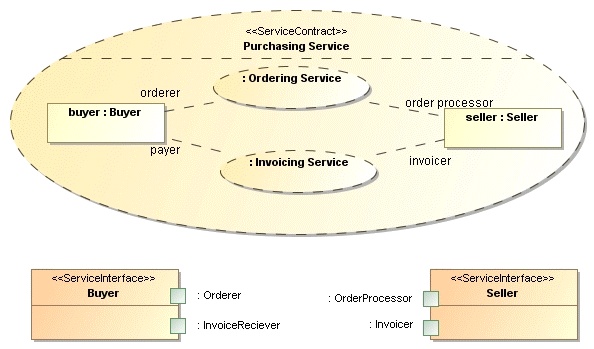 <<ServiceContract>>
Purchasing Service
: Ordering Service
orderer
order processor
buyer : Buyer
seller : Seller
payer
: Invoicing Service
invoicer
<<ServiceInterface>>
Buyer
: Orderer
: InvoiceReciever
<<ServiceInterface>>
Seller
: OrderProcessor
: Invoicer